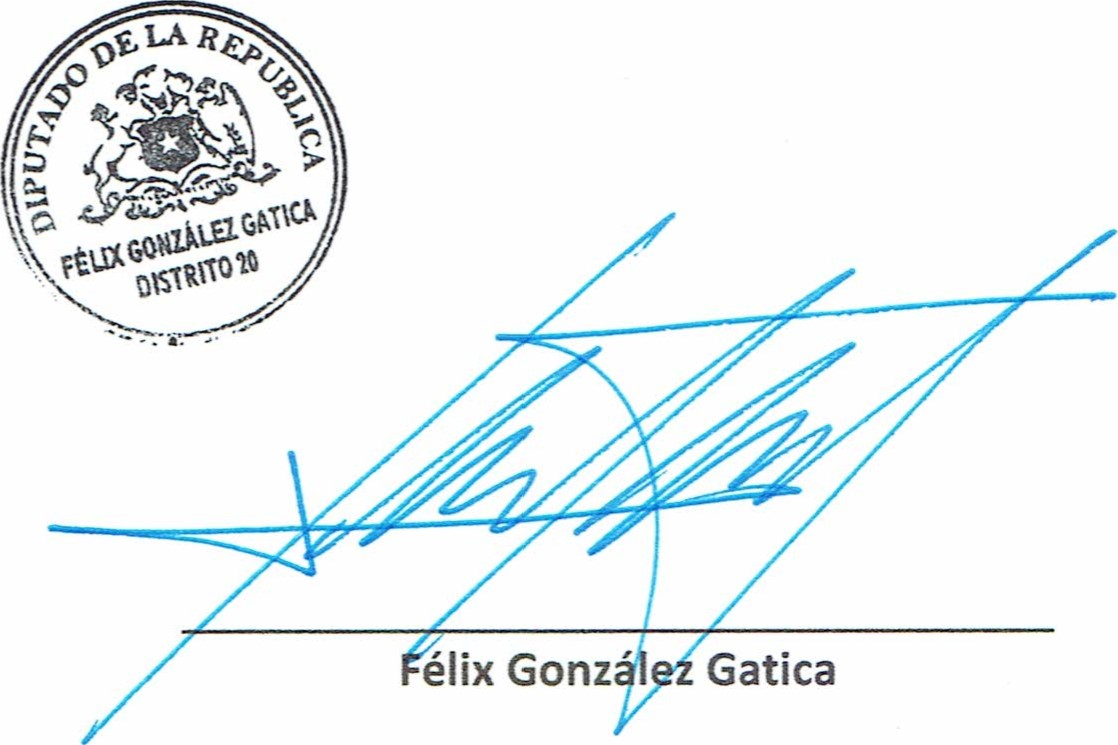 DIPUTADO DE LA REPUBLICA
FÉLIX GONZÁLEZ GATICA
DISTRITO 20
Félix González Gatica